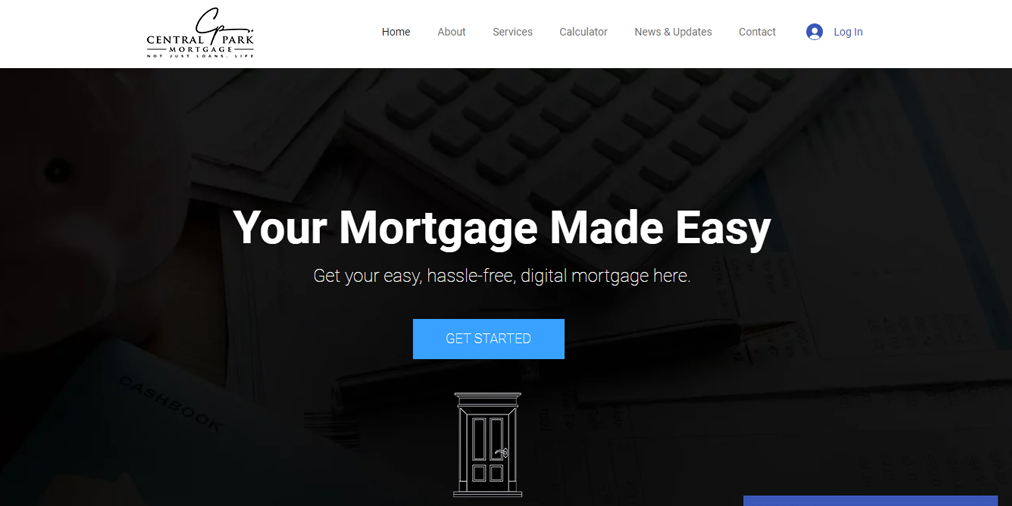 CENTRAL PARK
MORTGAGE
NOT JUST LOANS, LIFE
Home
About
Services
Calculator
News & Updates
Contact
Log In
Your Mortgage Made Easy
Get your easy, hassle-free, digital mortgage here.
GET STARTED
CASHBOOK